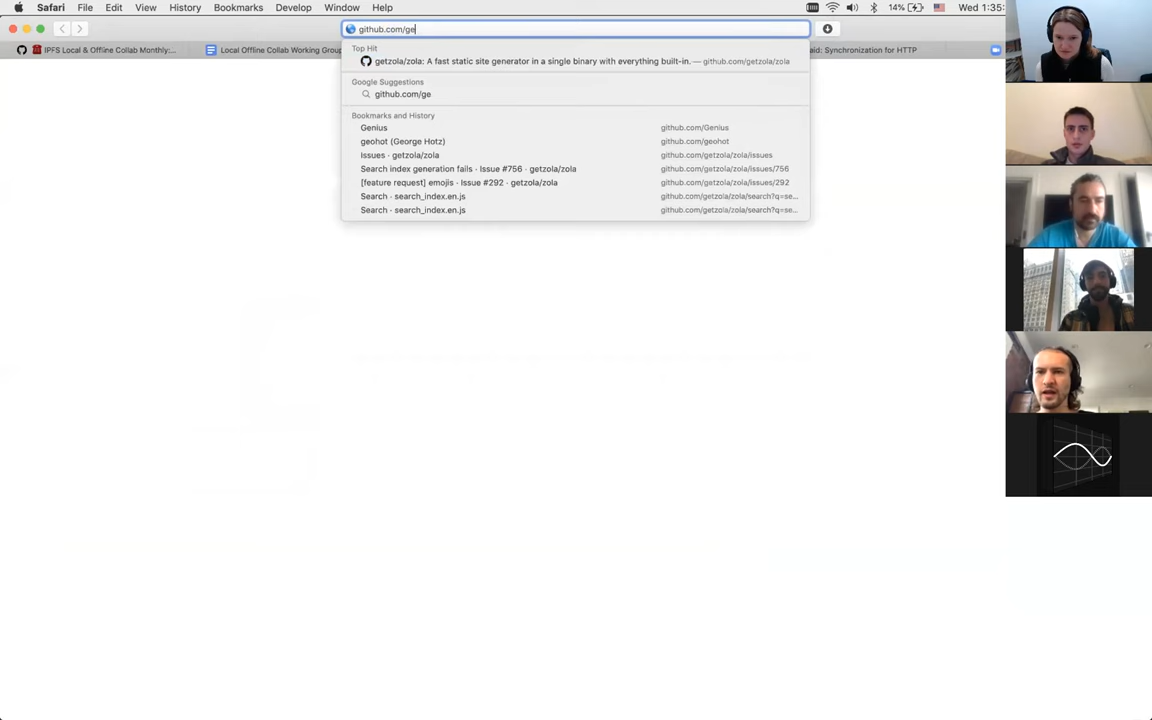 Safari File Edit View History Bookmarks Develop Window Help 14% Wed 1:35:
github.com/ge
IPFS Local & Offline Collab Monthly:... Local Offline Collab Working Group aid: Synchronization for HTTP
Top Hit
getzola/zola: A fast static site generator in a single binary with everything built-in. — github.com/getzola/zola
Google Suggestions
github.com/ge
Bookmarks and History
Genius github.com/Genius
geohot (George Hotz) github.com/geohot
Issues · getzola/zola github.com/getzola/zola/issues
Search index generation fails · Issue #756 · getzola/zola github.com/getzola/zola/issues/756
[feature request] emojis · Issue #292 · getzola/zola github.com/getzola/zola/issues/292
Search · search_index.en.js github.com/getzola/zola/search?q=se...
Search · search_index.en.js github.com/getzola/zola/search?q=se...